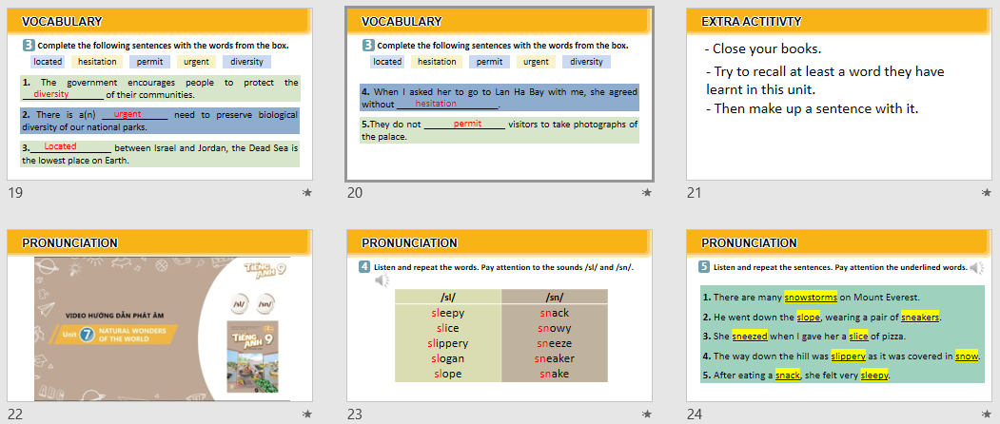 VOCABULARY
3 Complete the following sentences with the words from the box.
located hesitation permit urgent diversity
1. The government encourages people to protect the
diversity of their communities.
2. There is a(n) urgent need to preserve biological
diversity of our national parks.
3. Located between Israel and Jordan, the Dead Sea is
the lowest place on Earth.
19
VOCABULARY
3 Complete the following sentences with the words from the box.
located hesitation permit urgent diversity
4. When I asked her to go to Lan Ha Bay with me, she agreed
without hesitation.
5.They do not permit visitors to take photographs of
the palace.
20
EXTRA ACTITIVTY
- Close your books.
- Try to recall at least a word they have
learnt in this unit.
- Then make up a sentence with it.
21
PRONUNCIATION
TIẾNG ANH 9
VIDEO HƯỚNG DẪN PHÁT ÂM
/sl/ /sn/
Unit 7 NATURAL WONDERS
OF THE WORLD
TIẾNG ANH 9
22
PRONUNCIATION
4 Listen and repeat the words. Pay attention to the sounds /sl/ and /sn/.
/sl/ /sn/
sleepy snack
slice snowy
slippery sneeze
slogan sneaker
slope snake
23
PRONUNCIATION
5 Listen and repeat the sentences. Pay attention the underlined words.
1. There are many snowstorms on Mount Everest.
2. He went down the slope, wearing a pair of sneakers.
3. She sneezed when I gave her a slice of pizza.
4. The way down the hill was slippery as it was covered in snow.
5. After eating a snack, she felt very sleepy.
24